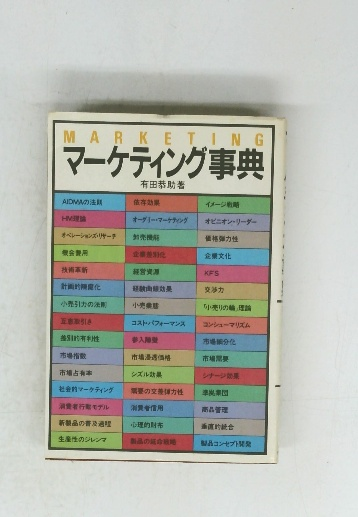 MARKETING
マーケティング事典
有田恭助著
AIDMAの法則 依存効果 イメージ戦略
HM理論 オーダリー・マーケティング オピニオン・リーダー
オペレーションズ・リサーチ 卸売機能 価格弾力性
機会費用 企業差別化 企業文化
技術革新 経営資源 KFS
計画的陳腐化 経験曲線効果 交渉力
小売引力の法則 小売業態 「小売りの輪」理論
互恵取引き コスト・パフォーマンス コンシューマリズム
差別的有利性 参入障壁 市場細分化
市場指数 市場浸透価格 市場需要
市場占有率 シズル効果 シナージ効果
社会的マーケティング 需要の交差弾力性 準拠集団
消費者行動モデル 消費者信用 商品管理
新製品の普及過程 心理的財布 垂直的統合
生産性のジレンマ 製品の総合戦略 製品コンセプト開発